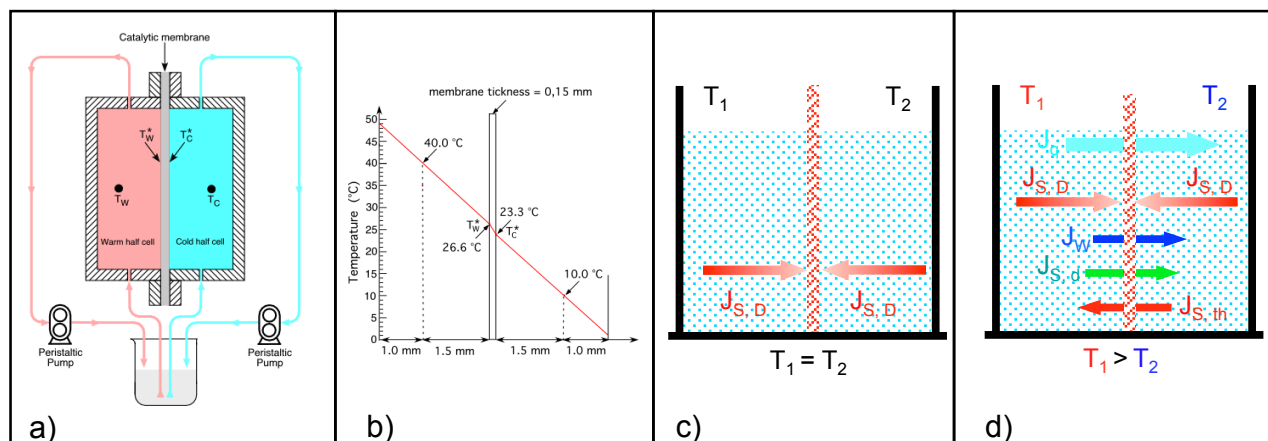 Catalytic membrane
T*W
T*C
TW
TC
Warm half cell
Cold half cell
Peristaltic
Pump
Peristaltic
Pump
a)
membrane tickness = 0,15 mm
Temperature (°C)
50
45
40
35
30
25
20
15
10
5
0
40.0 °C
23.3 °C
T*W
T*C
26.6 °C
10.0 °C
1.0 mm
1.5 mm
1.5 mm
1.0 mm
b)
T1
T2
JS, D
JS, D
T1 = T2
c)
T1
T2
Jq
JS, D
JS, D
JW
JS, d
JS, th
T1 > T2
d)